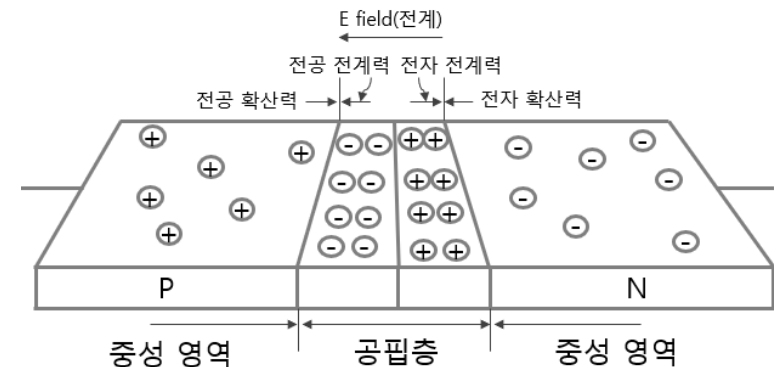 E field(전계)
전공 전계력 전자 전계력
전공 확산력 전자 확산력
+ + + + + +
- - - - - - - -
+ + + + + + + +
- - - - - - -
P N
중성 영역 공핍층 중성 영역